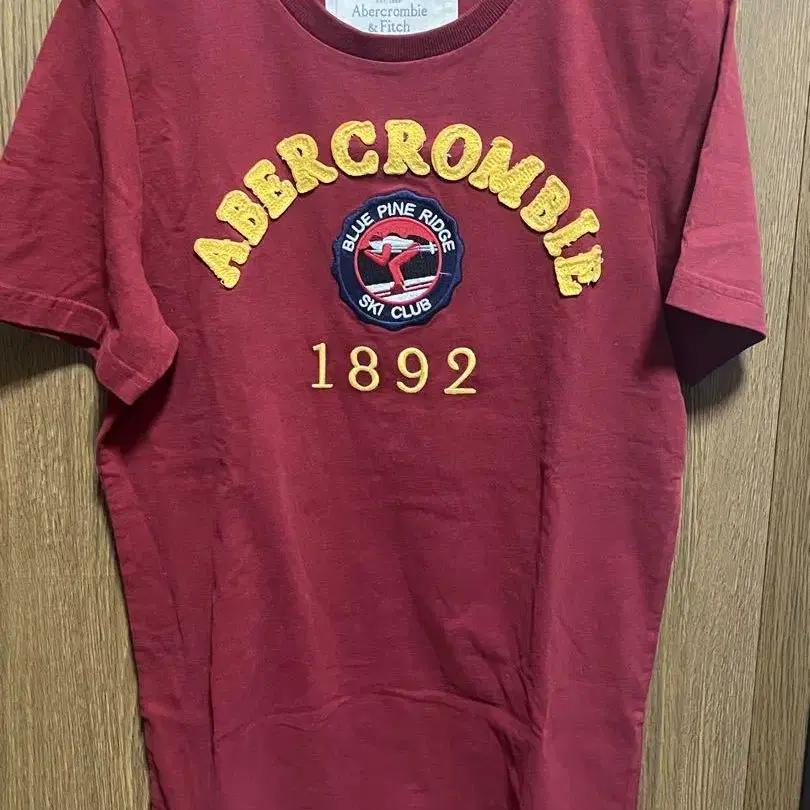 Abercrombie
& Fitch
ABERCROMBIE
BLUE PINE RIDGE
SKI CLUB
1892